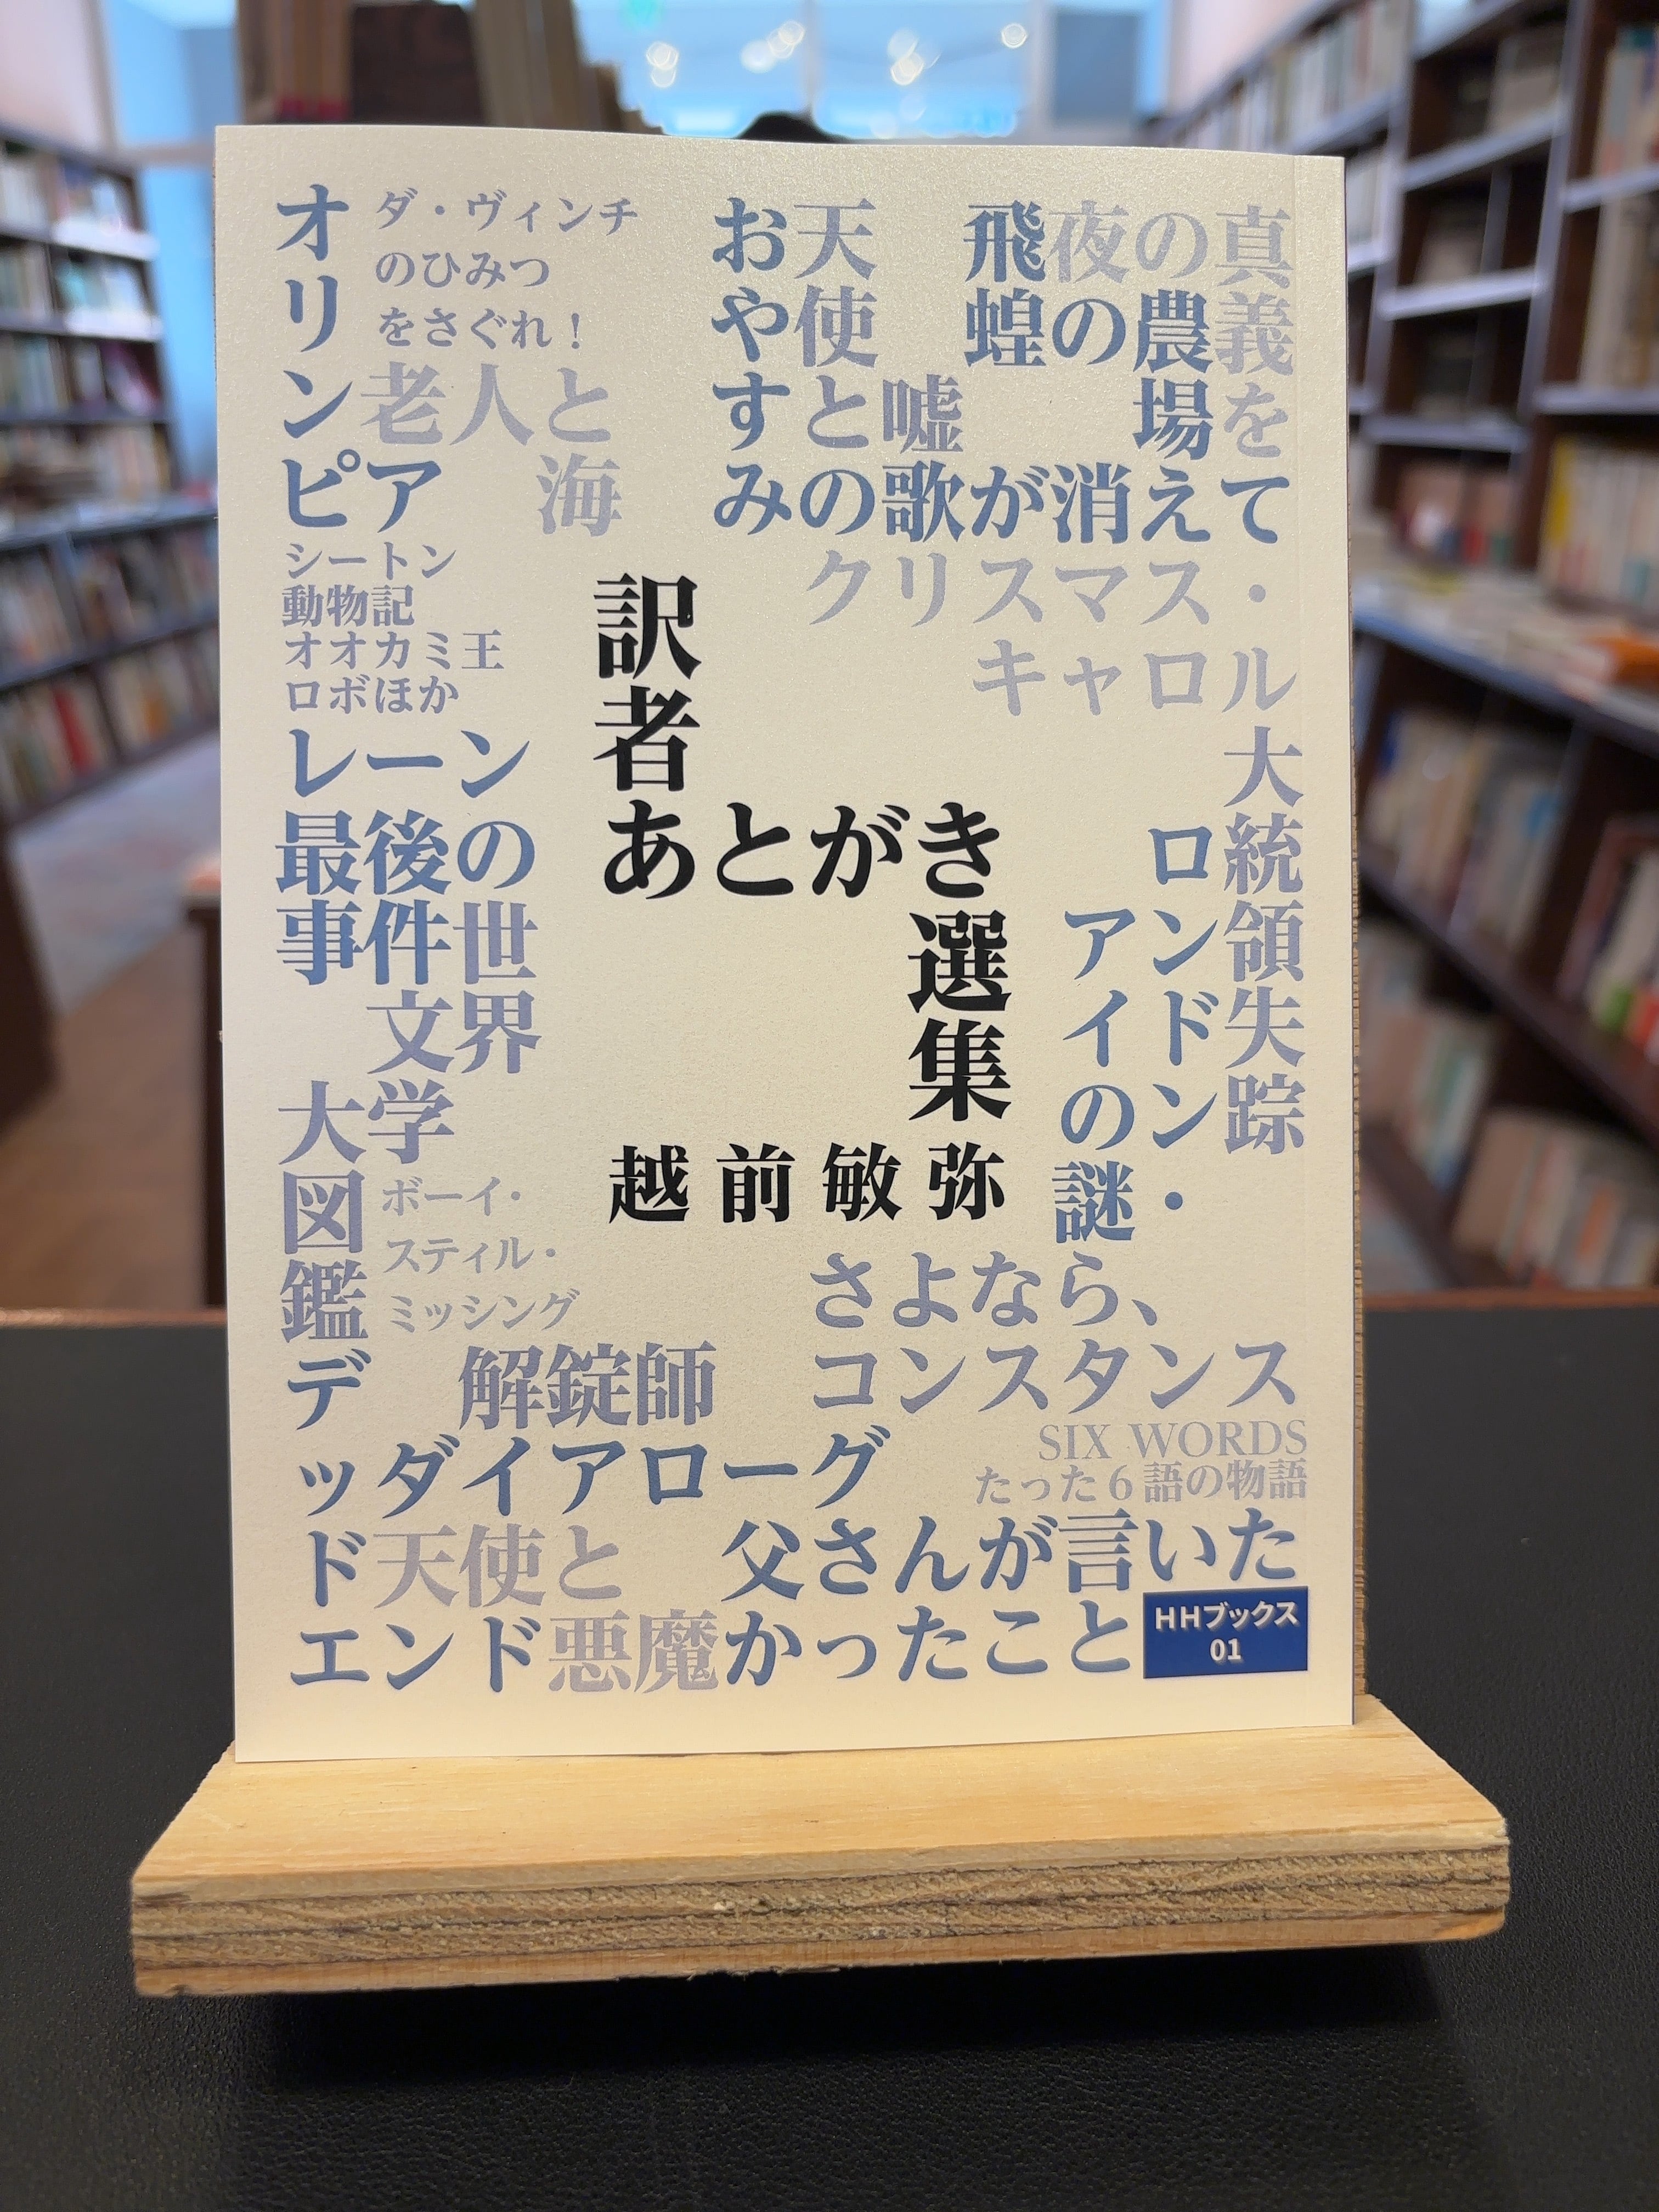 オリンピア
ダ・ヴィンチ
のひみつ
をさぐれ!
老人と海
おやすみの歌が消えて
天使と嘘
飛蝗の農場
夜の真義を
クリスマス・
キャロル
シートン
動物記
オオカミ王
ロボほか
訳者あとがき選集
越前敏弥
大統領失踪
ロンドン・アイの謎
レーン最後の事件
世界文学大図鑑
ボーイ・
スティル・
ミッシング
さよなら、
コンスタンス
解錠師
SIX WORDS
たった6語の物語
デッドエンド
ダイアローグ
天使と悪魔
父さんが言いた
かったこと
HHブックス
01